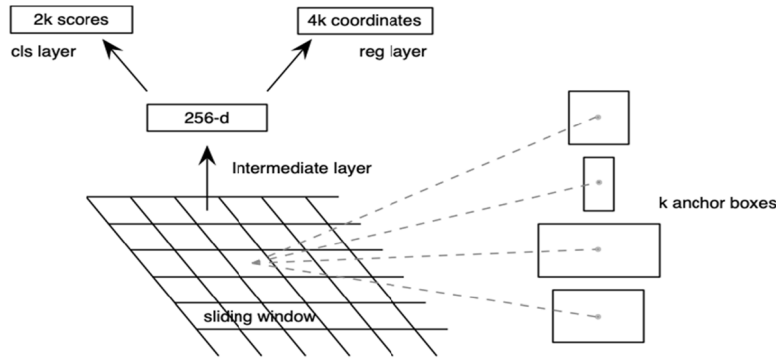 2k scores
4k coordinates
cls layer
reg layer
256-d
Intermediate layer
k anchor boxes
sliding window